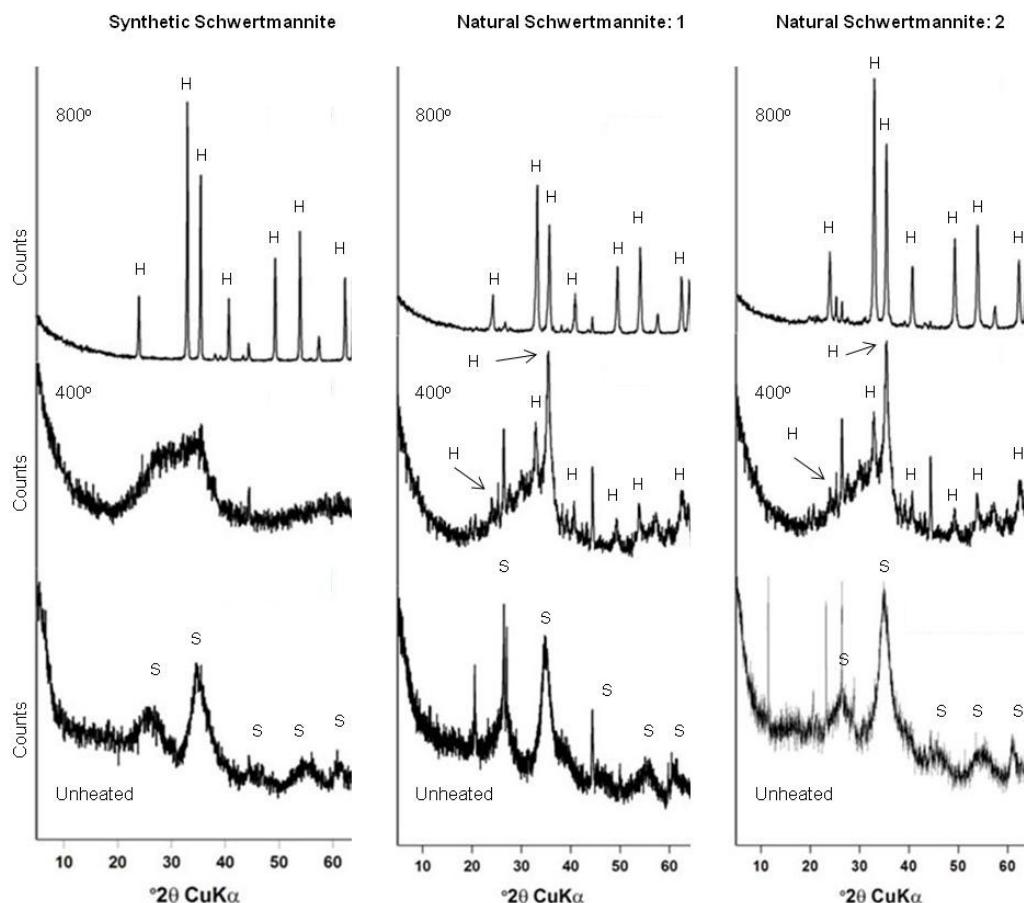 Synthetic Schwertmannite
Natural Schwertmannite: 1
Natural Schwertmannite: 2
Counts
800º
H
H
H
H
H
H
H
800º
H
H
H
H
H
H
H
800º
H
H
H
H
H
H
H
Counts
400º
400º
H
H
H
H
H
H
H
400º
H
H
H
H
H
H
H
Counts
S
S
S
S
S
Unheated
S
S
S
S
S
Unheated
S
S
S
S
S
Unheated
10 20 30 40 50 60
10 20 30 40 50 60
10 20 30 40 50 60
°2θ CuKα
°2θ CuKα
°2θ CuKα